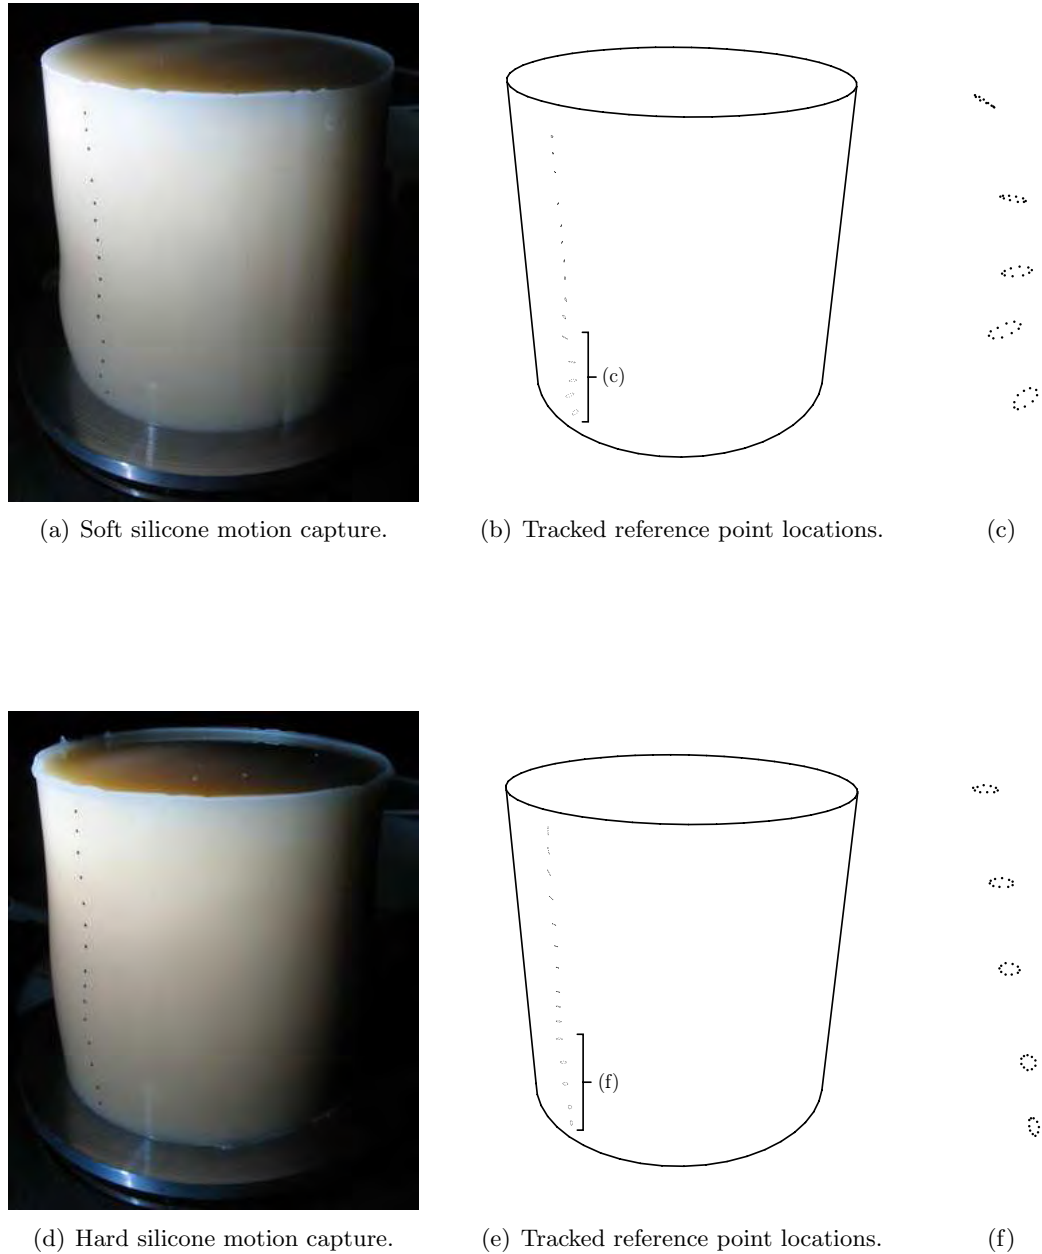 (c)
(a) Soft silicone motion capture.
(b) Tracked reference point locations.
(c)
(f)
(d) Hard silicone motion capture.
(e) Tracked reference point locations.
(f)